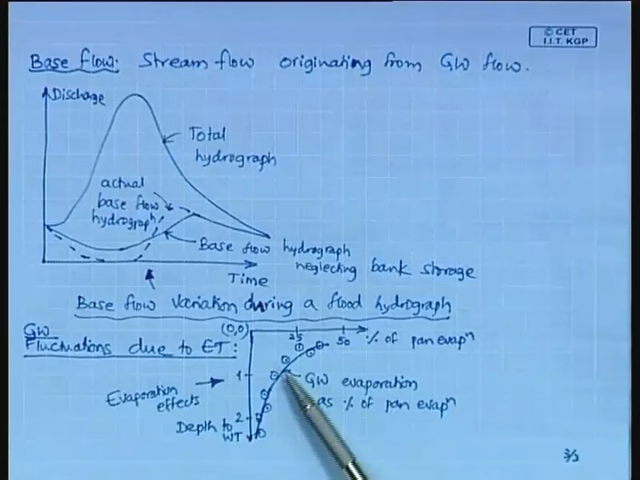 © CET
I.I.T. KGP
Base flow: Stream flow originating from GW flow.
Discharge
Total
hydrograph
actual
base flow
hydrograph
Base flow hydrograph
neglecting bank storage
Time
Base flow variation during a flood hydrograph
GW
Fluctuations due to ET:
(0,0)
25
50
% of pan evapn
1
Evaporation
effects
GW evaporation
as % of pan evapn
2
Depth to
WT
3/3